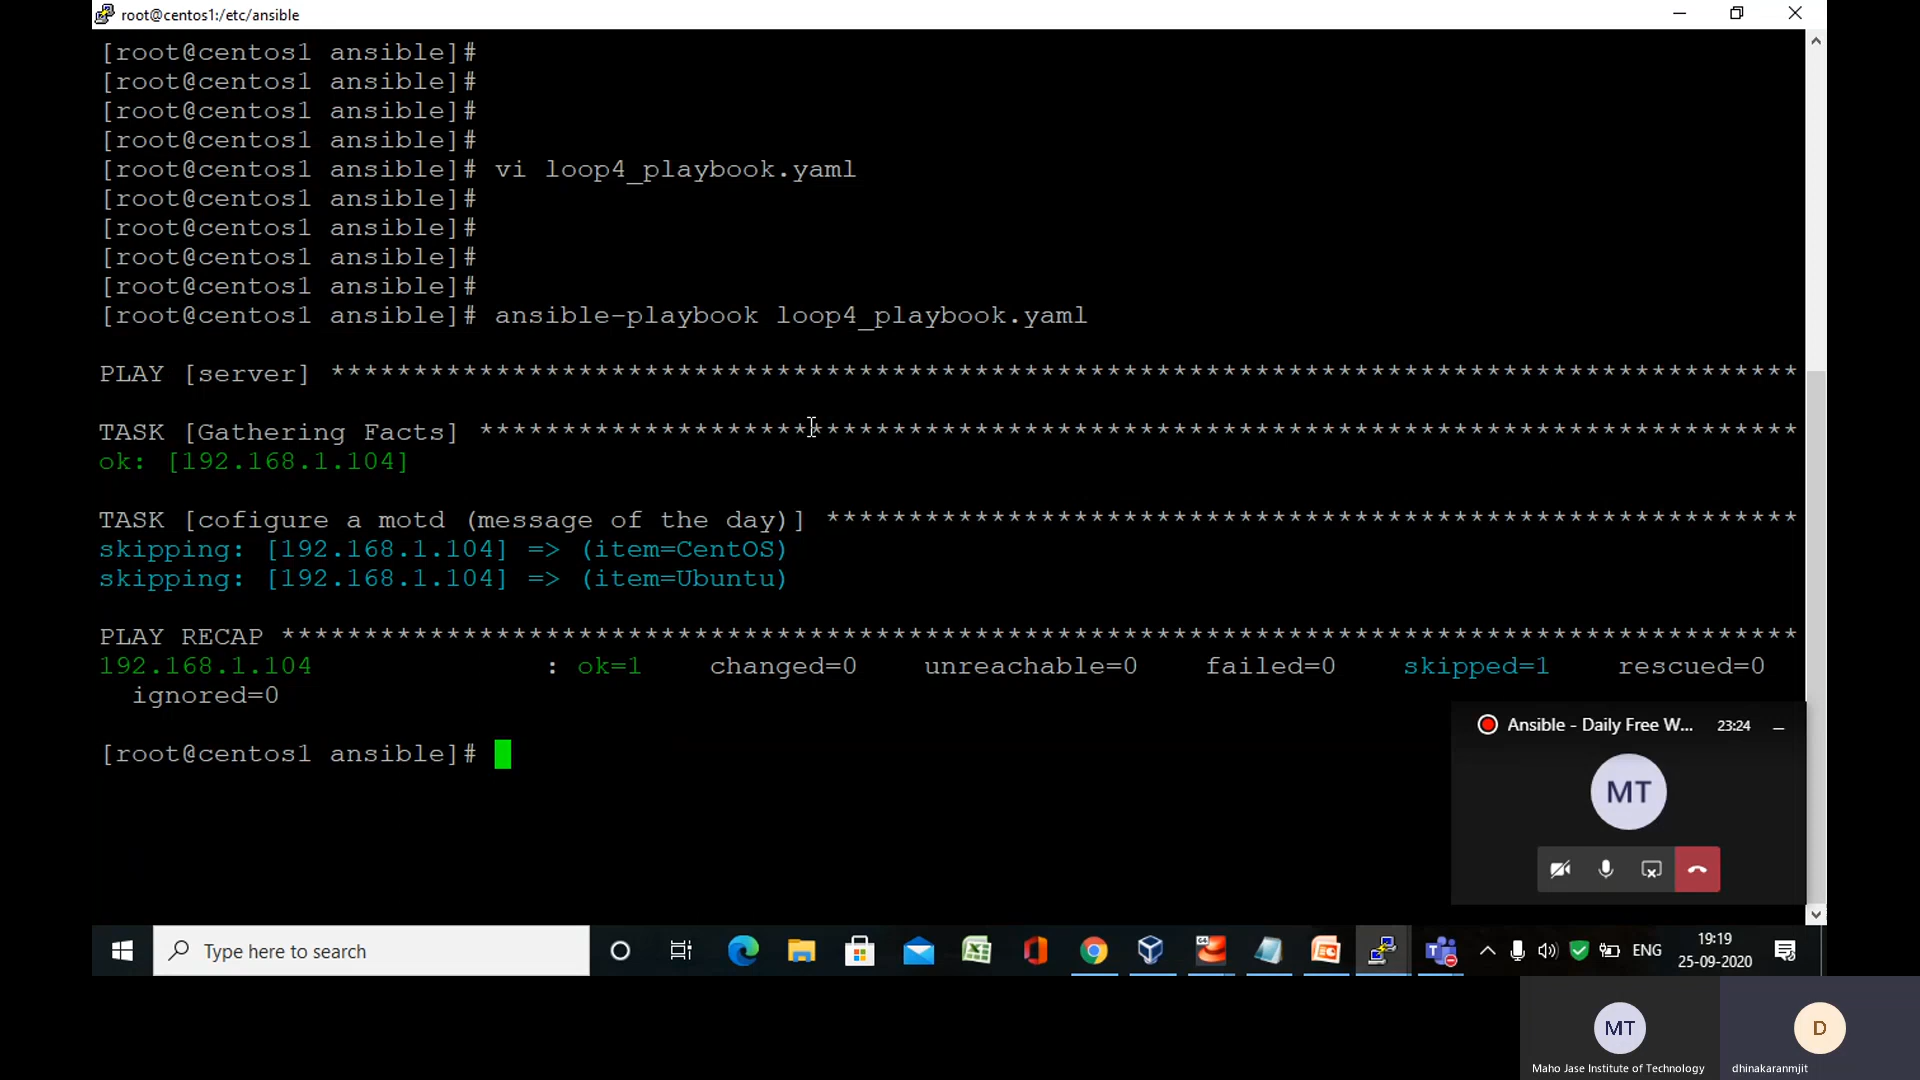 root@centos1:/etc/ansible
[root@centos1 ansible]#
[root@centos1 ansible]#
[root@centos1 ansible]#
[root@centos1 ansible]#
[root@centos1 ansible]# vi loop4_playbook.yaml
[root@centos1 ansible]#
[root@centos1 ansible]#
[root@centos1 ansible]#
[root@centos1 ansible]#
[root@centos1 ansible]# ansible-playbook loop4_playbook.yaml
PLAY [server] *****************************************************************************************
TASK [Gathering Facts] ********************************************************************************
ok: [192.168.1.104]
TASK [cofigure a motd (message of the day)] ***********************************************************
skipping: [192.168.1.104] => (item=CentOS)
skipping: [192.168.1.104] => (item=Ubuntu)
PLAY RECAP ********************************************************************************************
192.168.1.104 : ok=1 changed=0 unreachable=0 failed=0 skipped=1 rescued=0
ignored=0
[root@centos1 ansible]#
Ansible - Daily Free W... 23:24
MT
Type here to search
ENG
19:19
25-09-2020
MT
D
Maho Jase Institute of Technology
dhinakaranmjit